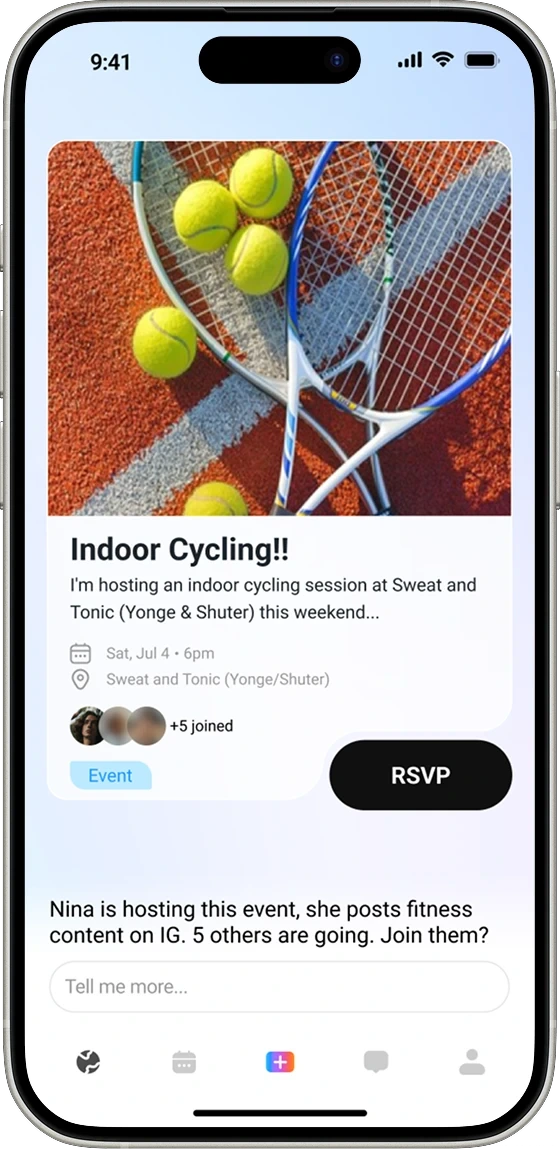 9:41
Indoor Cycling!!
I'm hosting an indoor cycling session at Sweat and
Tonic (Yonge & Shuter) this weekend...
Sat, Jul 4 • 6pm
Sweat and Tonic (Yonge/Shuter)
+5 joined
Event
RSVP
Nina is hosting this event, she posts fitness
content on IG. 5 others are going. Join them?
Tell me more...